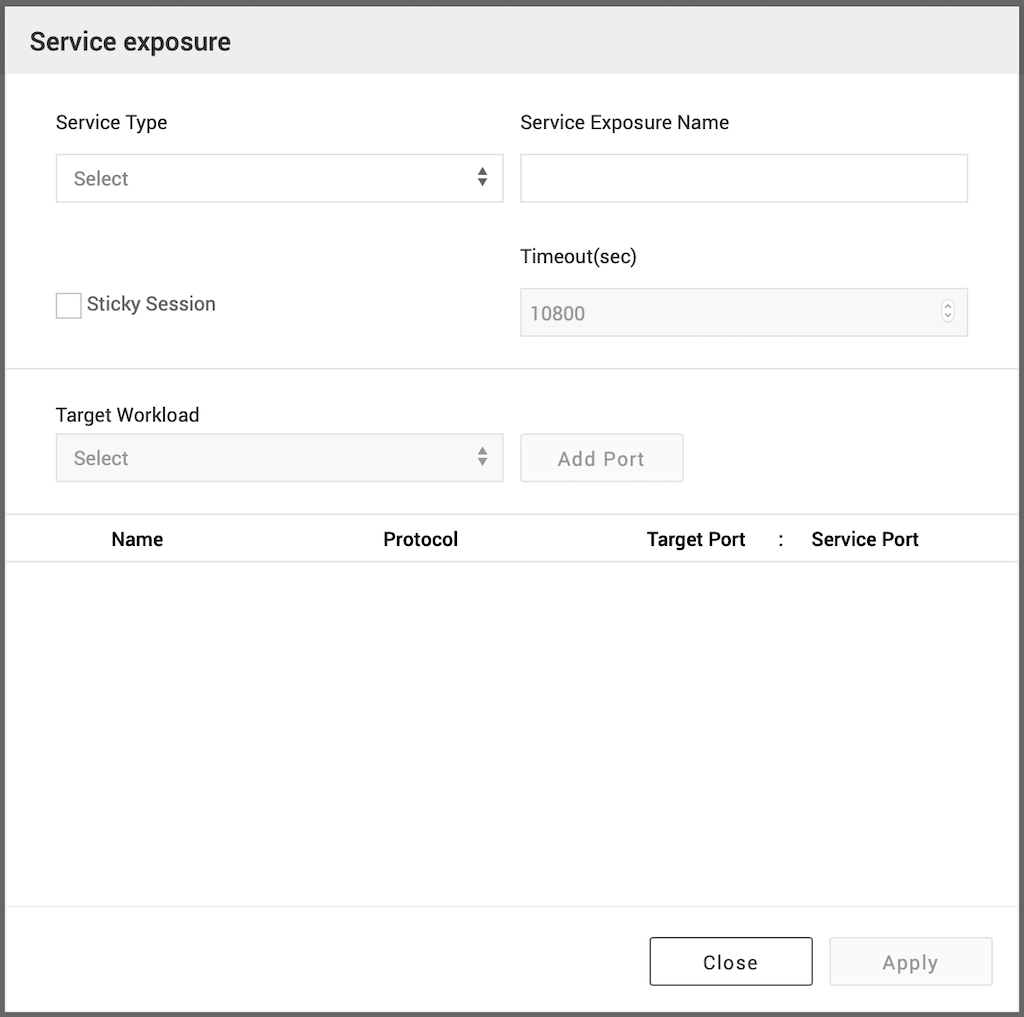 Service exposure
Service Type
Service Exposure Name
Select
Timeout(sec)
Sticky Session
10800
Target Workload
Select
Add Port
Name Protocol Target Port : Service Port
Close
Apply